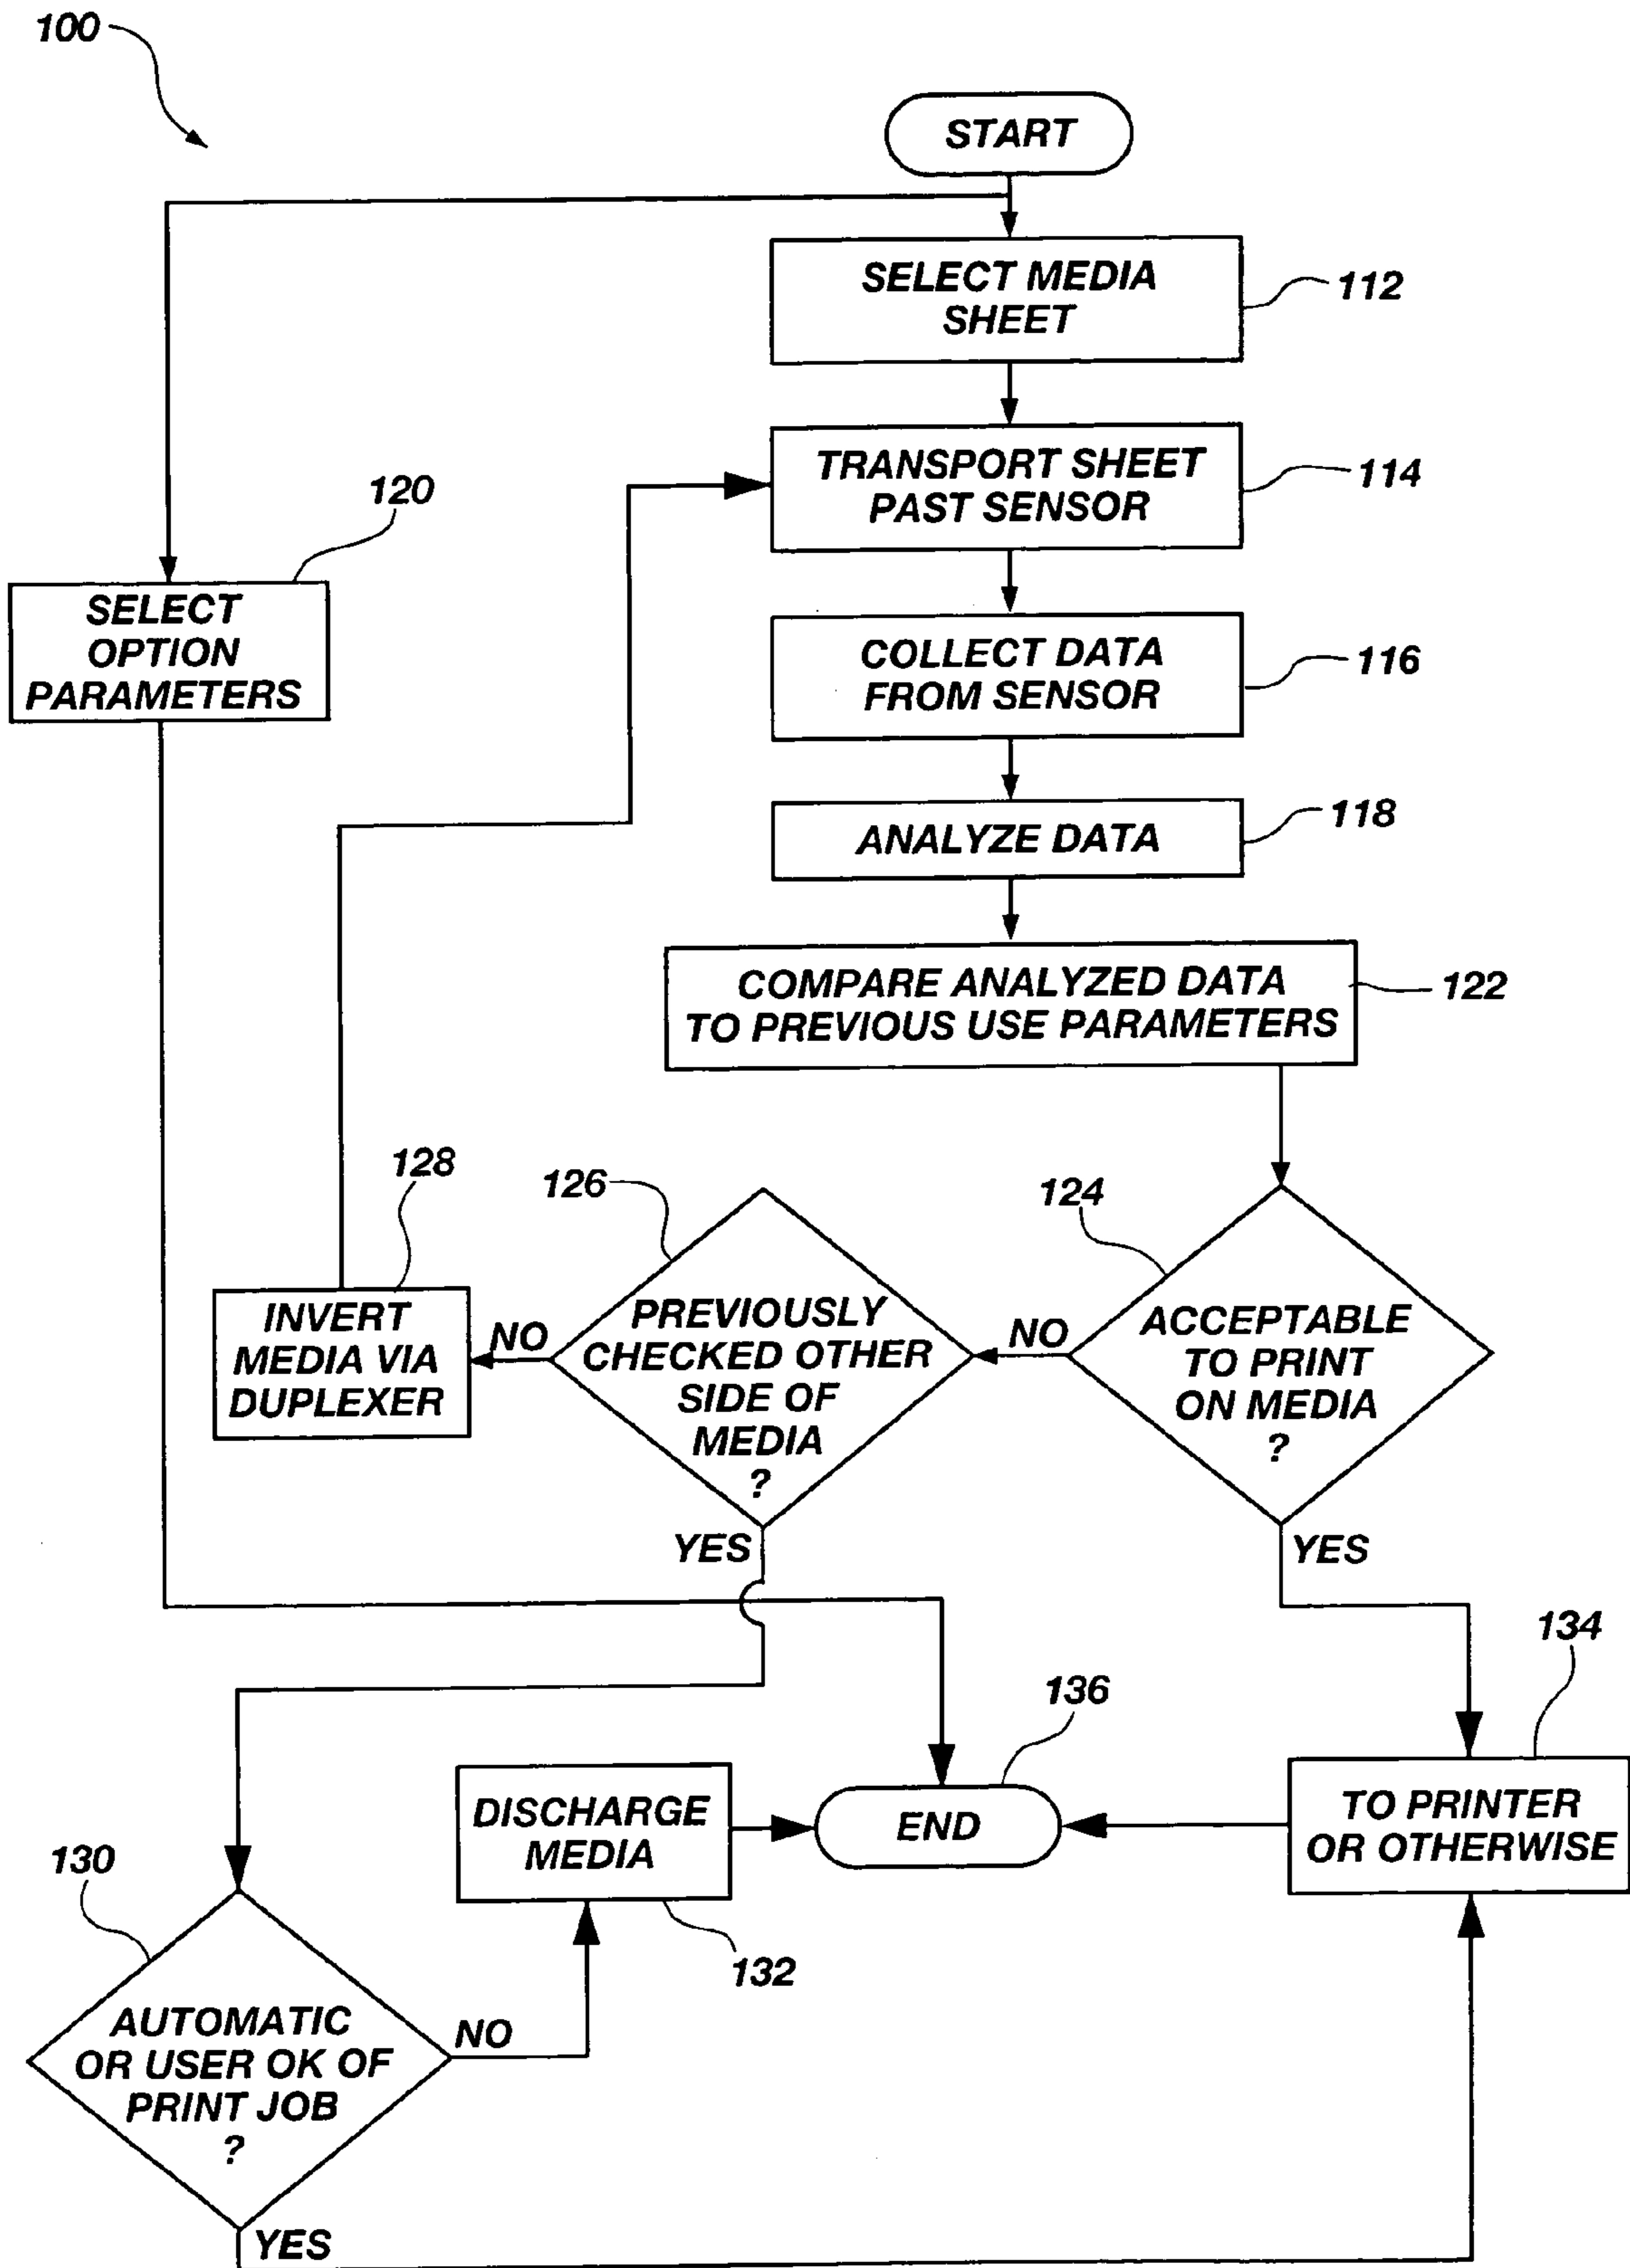 100
START
SELECT MEDIA
SHEET
112
TRANSPORT SHEET
PAST SENSOR
114
120
SELECT
OPTION
PARAMETERS
COLLECT DATA
FROM SENSOR
116
ANALYZE DATA
118
COMPARE ANALYZED DATA
TO PREVIOUS USE PARAMETERS
122
128
126
124
INVERT
MEDIA VIA
DUPLEXER
NO
PREVIOUSLY
CHECKED OTHER
SIDE OF
MEDIA
?
NO
ACCEPTABLE
TO PRINT
ON MEDIA
?
YES
YES
134
136
DISCHARGE
MEDIA
END
TO PRINTER
OR OTHERWISE
130
132
AUTOMATIC
OR USER OK OF
PRINT JOB
?
NO
YES